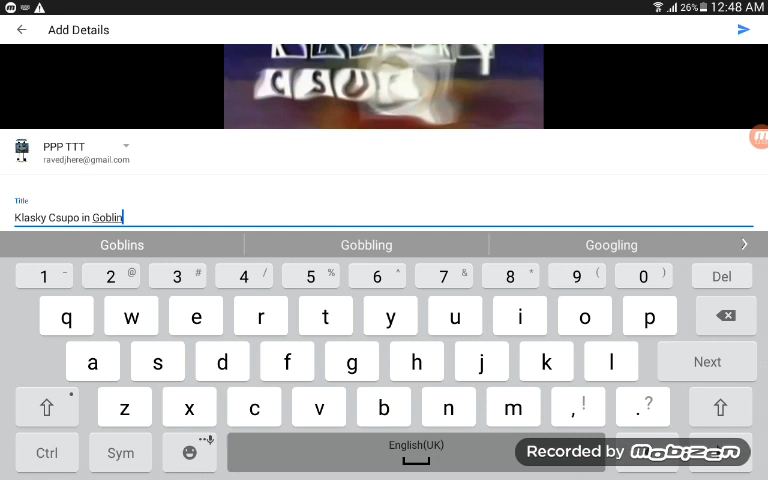 26% 12:48 AM
Add Details
KLASKY
CSUPO
PPP TTT
ravedjhere@gmail.com
Title
Klasky Csupo in Goblin
Goblins Gobbling Googling
1 - 2 @ 3 # 4 / 5 % 6 ^ 7 & 8 * 9 ( 0 ) Del
q w e r t y u i o p
a s d f g h j k l Next
z x c v b n m , ! . ?
Ctrl Sym English(UK)
Recorded by mobizen